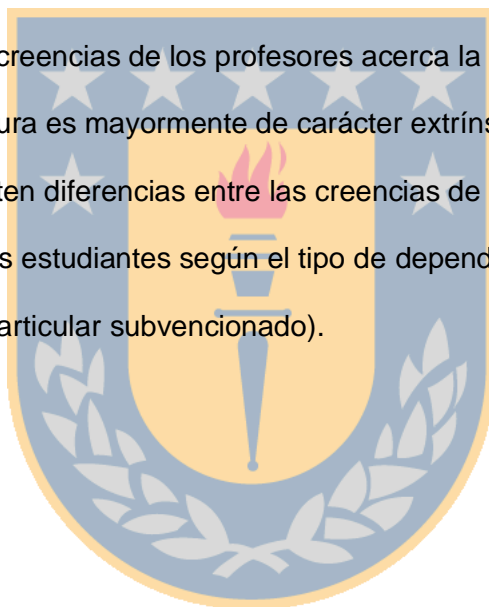 creencias de los profesores acerca la
ura es mayormente de carácter extríns
ten diferencias entre las creencias de
s estudiantes según el tipo de depend
articular subvencionado).